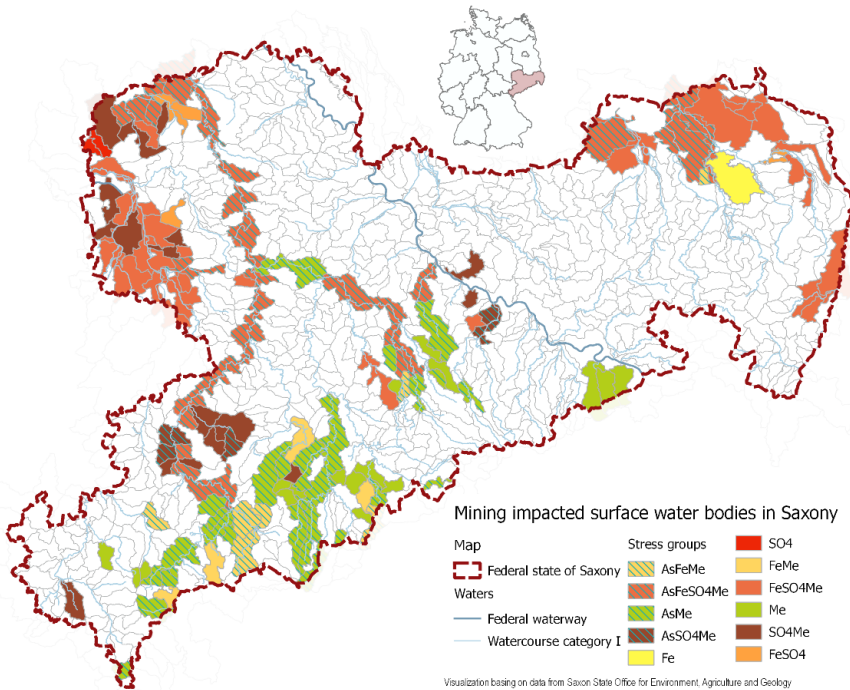 Mining impacted surface water bodies in Saxony
Map
Federal state of Saxony
Waters
Federal waterway
Watercourse category I
Stress groups
AsFeMe
AsFeSO4Me
AsMe
AsSO4Me
Fe
SO4
FeMe
FeSO4Me
Me
SO4Me
FeSO4
Visualization basing on data from Saxon State Office for Environment, Agriculture and Geology